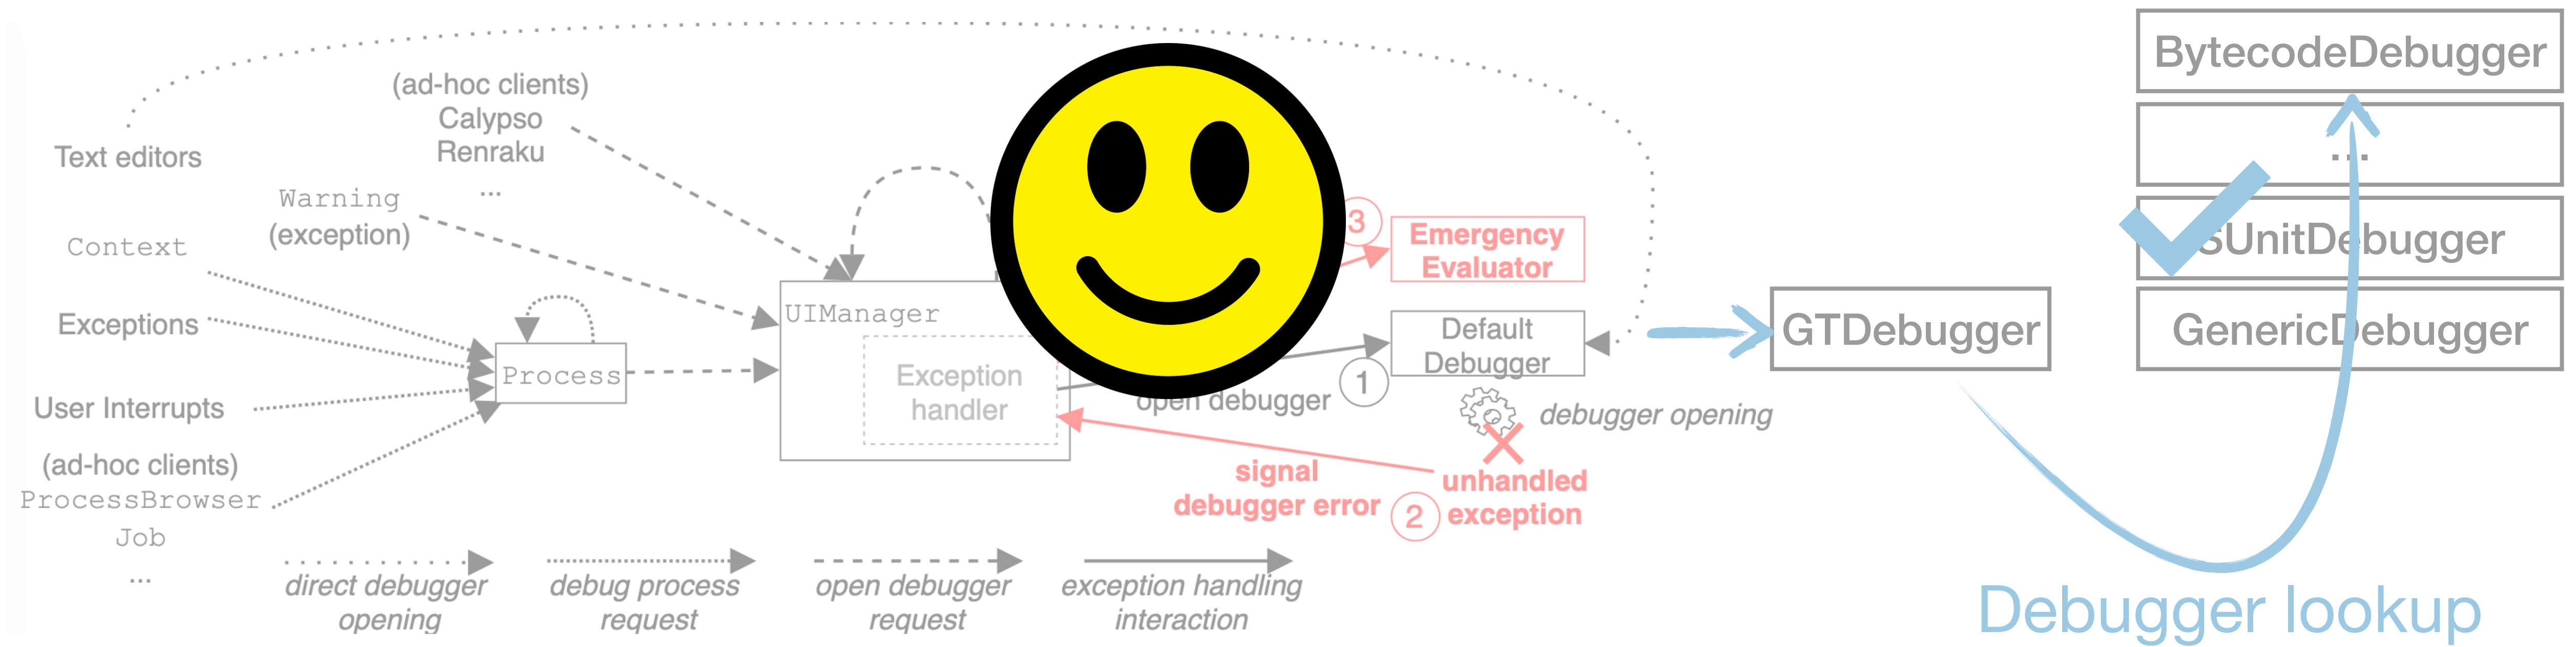 (ad-hoc clients)
Calypso
Renraku
...
Text editors
Warning
(exception)
Context
Exceptions
User Interrupts
(ad-hoc clients)
ProcessBrowser
Job
...
Process
UIManager
Exception
handler
3
Emergency
Evaluator
Default
Debugger
1
open debugger
debugger opening
signal
debugger error
2
unhandled
exception
direct debugger
opening
debug process
request
open debugger
request
exception handling
interaction
GTDebugger
BytecodeDebugger
...
SUnitDebugger
GenericDebugger
Debugger lookup